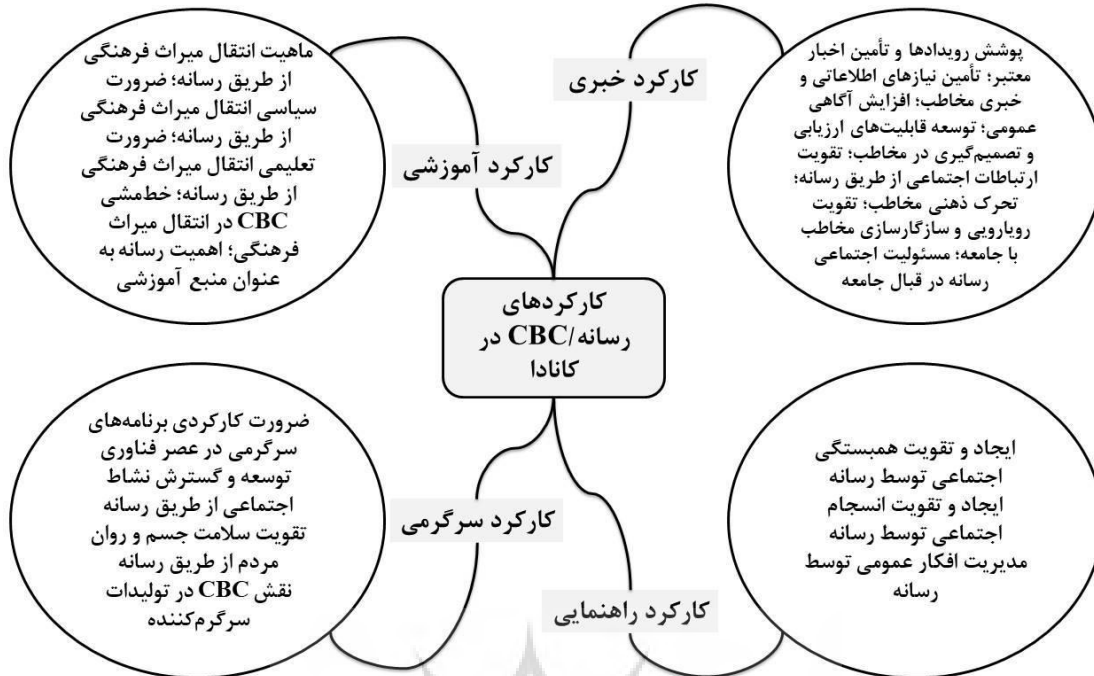 پوشش رویدادها و تأمین اخبار
معتبر؛ تأمین نیازهای اطلاعاتی و
خبری مخاطب؛ افزایش آگاهی
عمومی؛ توسعه قابلیت‌های ارزیابی
و تصمیم‌گیری در مخاطب؛ تقویت
ارتباطات اجتماعی از طریق رسانه؛
تحرک ذهنی مخاطب؛ تقویت
رویارویی و سازگارسازی مخاطب
با جامعه؛ مسئولیت اجتماعی
رسانه در قبال جامعه
کارکرد خبری
کارکرد آموزشی
ماهیت انتقال میراث فرهنگی
از طریق رسانه؛ ضرورت
سیاسی انتقال میراث فرهنگی
از طریق رسانه؛ ضرورت
تعلیمی انتقال میراث فرهنگی
از طریق رسانه؛ خط‌مشی
CBC در انتقال میراث
فرهنگی؛ اهمیت رسانه به
عنوان منبع آموزشی
کارکردهای
رسانه/CBC در
کانادا
ایجاد و تقویت همبستگی
اجتماعی توسط رسانه
ایجاد و تقویت انسجام
اجتماعی توسط رسانه
مدیریت افکار عمومی توسط
رسانه
کارکرد راهنمایی
کارکرد سرگرمی
ضرورت کارکردی برنامه‌های
سرگرمی در عصر فناوری
توسعه و گسترش نشاط
اجتماعی از طریق رسانه
تقویت سلامت جسم و روان
مردم از طریق رسانه
نقش CBC در تولیدات
سرگرم‌کننده